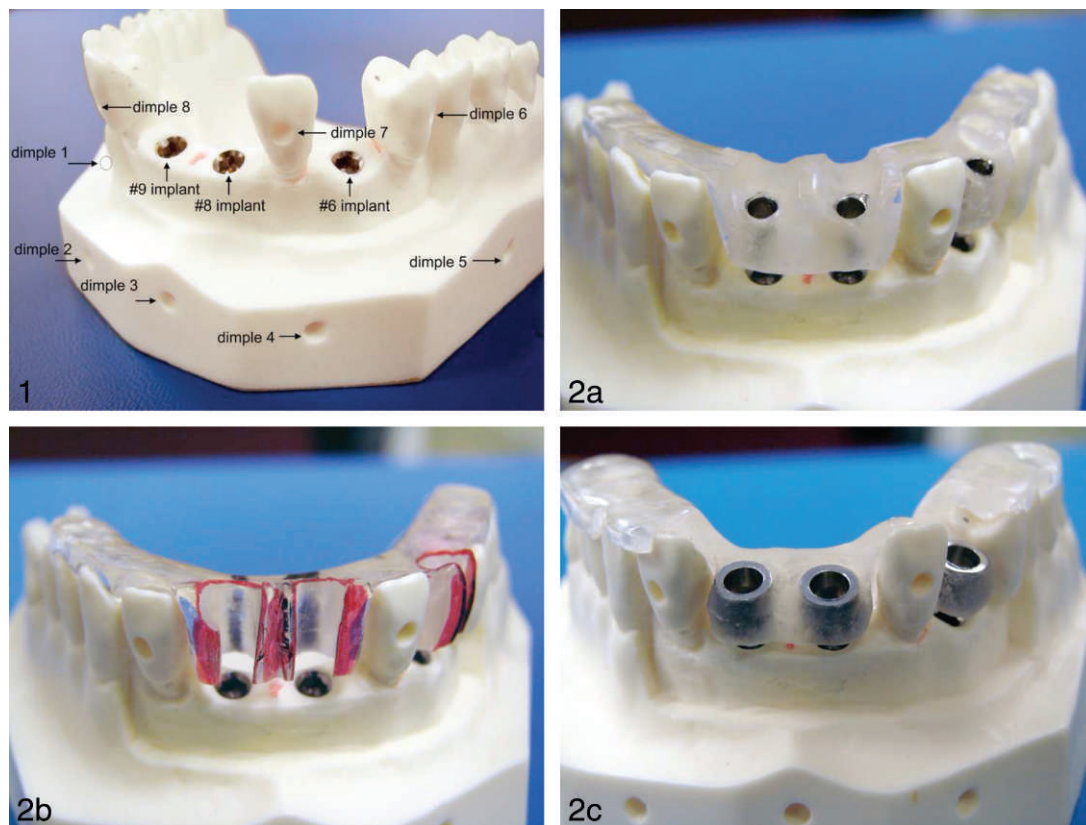 dimple 8
dimple 7
dimple 6
dimple 1
#9 implant
#8 implant
#6 implant
dimple 2
dimple 3
dimple 4
dimple 5
1
2a
2b
2c